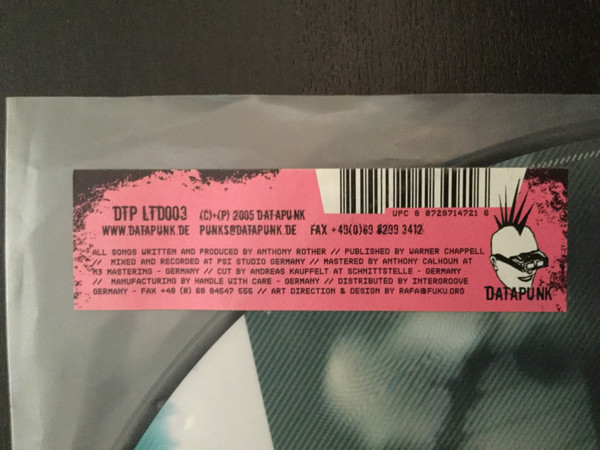 DTP LTD003 (C)+(P) 2005 DATAPUNK
WWW.DATAPUNK.DE PUNKS@DATAPUNK.DE FAX +49(0)69 8209 3412
UPC 8 0729714721 6
ALL SONGS WRITTEN AND PRODUCED BY ANTHONY ROTHER // PUBLISHED BY WARNER CHAPPELL
// MIXED AND RECORDED AT PSI STUDIO GERMANY // MASTERED BY ANTHONY CALHOUN AT
M3 MASTERING - GERMANY // CUT BY ANDREAS KAUFFELT AT SCHNITTSTELLE - GERMANY
// MANUFACTURING BY HANDLE WITH CARE - GERMANY // DISTRIBUTED BY INTERGROOVE
GERMANY - FAX +49 (0) 69 94547 555 // ART DIRECTION & DESIGN BY RAFA@FUKU.ORG
DATAPUNK